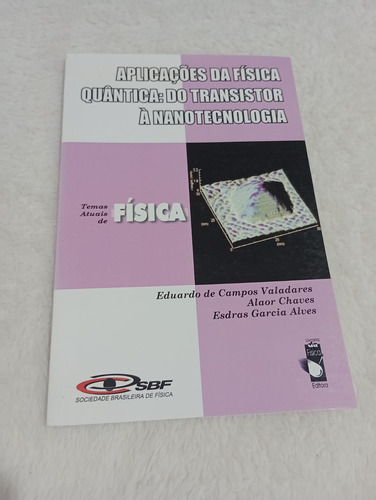 APLICAÇÕES DA FÍSICA
QUÂNTICA: DO TRANSISTOR
À NANOTECNOLOGIA
Temas
Atuais
de
FÍSICA
Eduardo de Campos Valadares
Alaor Chaves
Esdras Garcia Alves
SBF
SOCIEDADE BRASILEIRA DE FÍSICA
Física
Editora